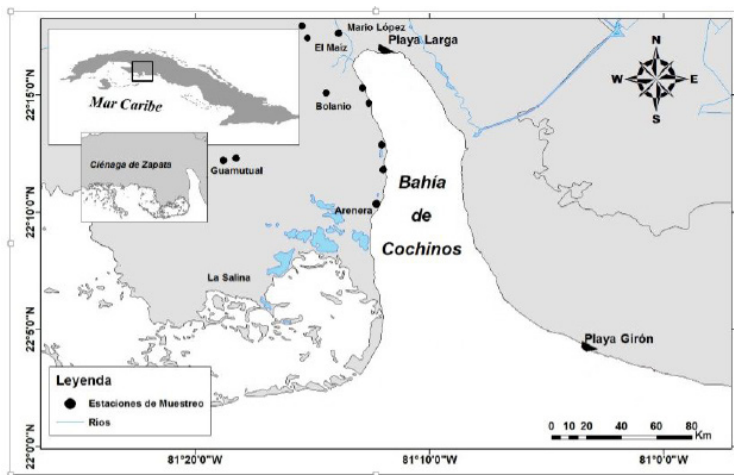 Mario López
El Maíz
Playa Larga
N
W
E
S
22°15'0"N
Mar Caribe
Bolanio
Ciénaga de Zapata
Guamutual
Bahía
de
Cochinos
22°10'0"N
Arenera
La Salina
22°5'0"N
Playa Girón
Leyenda
Estaciones de Muestreo
Ríos
0 10 20 40 60 80
Km
22°0'0"N
81°20'0"W
81°10'0"W
81°0'0"W